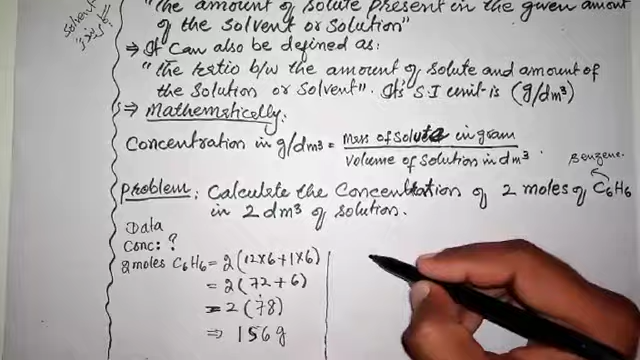 "The amount of solute present in the given amount
of the Solvent or Solution"
Solvent
⇒ It Can also be defined as:
"the ratio b/w the amount of solute and amount of
the Solution or Solvent". It's S.I unit is (g/dm³)
⇒ Mathematically:
Concentration in g/dm³ = mass of solute in gram / volume of solution in dm³.
Benzene.
Problem: Calculate the Concentration of 2 moles of C₆H₆
in 2 dm³ of solution.
Data
Conc: ?
2 moles C₆H₆ = 2(12×6+1×6)
= 2(72+6)
= 2(78)
⇒ 156g